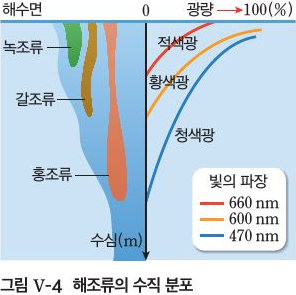 해수면 0 광량 → 100(%)
녹조류
적색광
황색광
갈조류
청색광
홍조류
빛의 파장
660 nm
600 nm
470 nm
수심(m)
그림 Ⅴ-4 해조류의 수직 분포